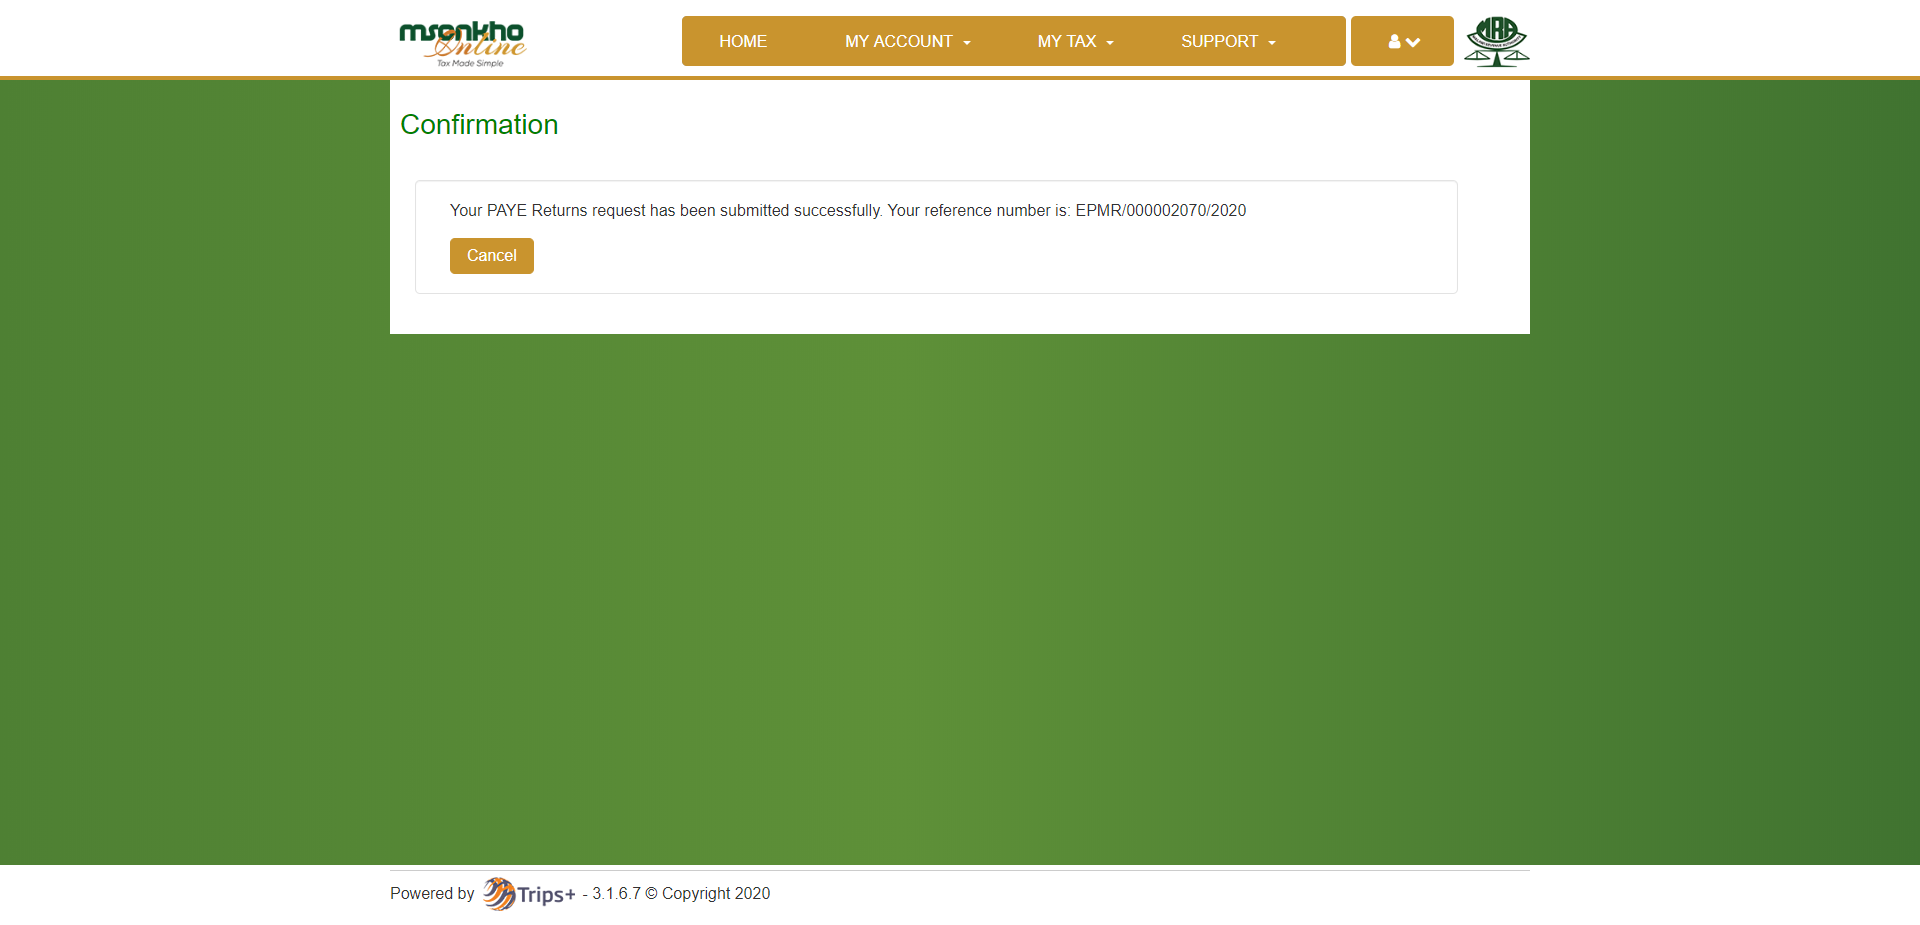 msonkho
Online
Tax Made Simple
HOME MY ACCOUNT MY TAX SUPPORT
MRA
Confirmation
Your PAYE Returns request has been submitted successfully. Your reference number is: EPMR/000002070/2020
Cancel
Powered by Trips+ - 3.1.6.7 © Copyright 2020